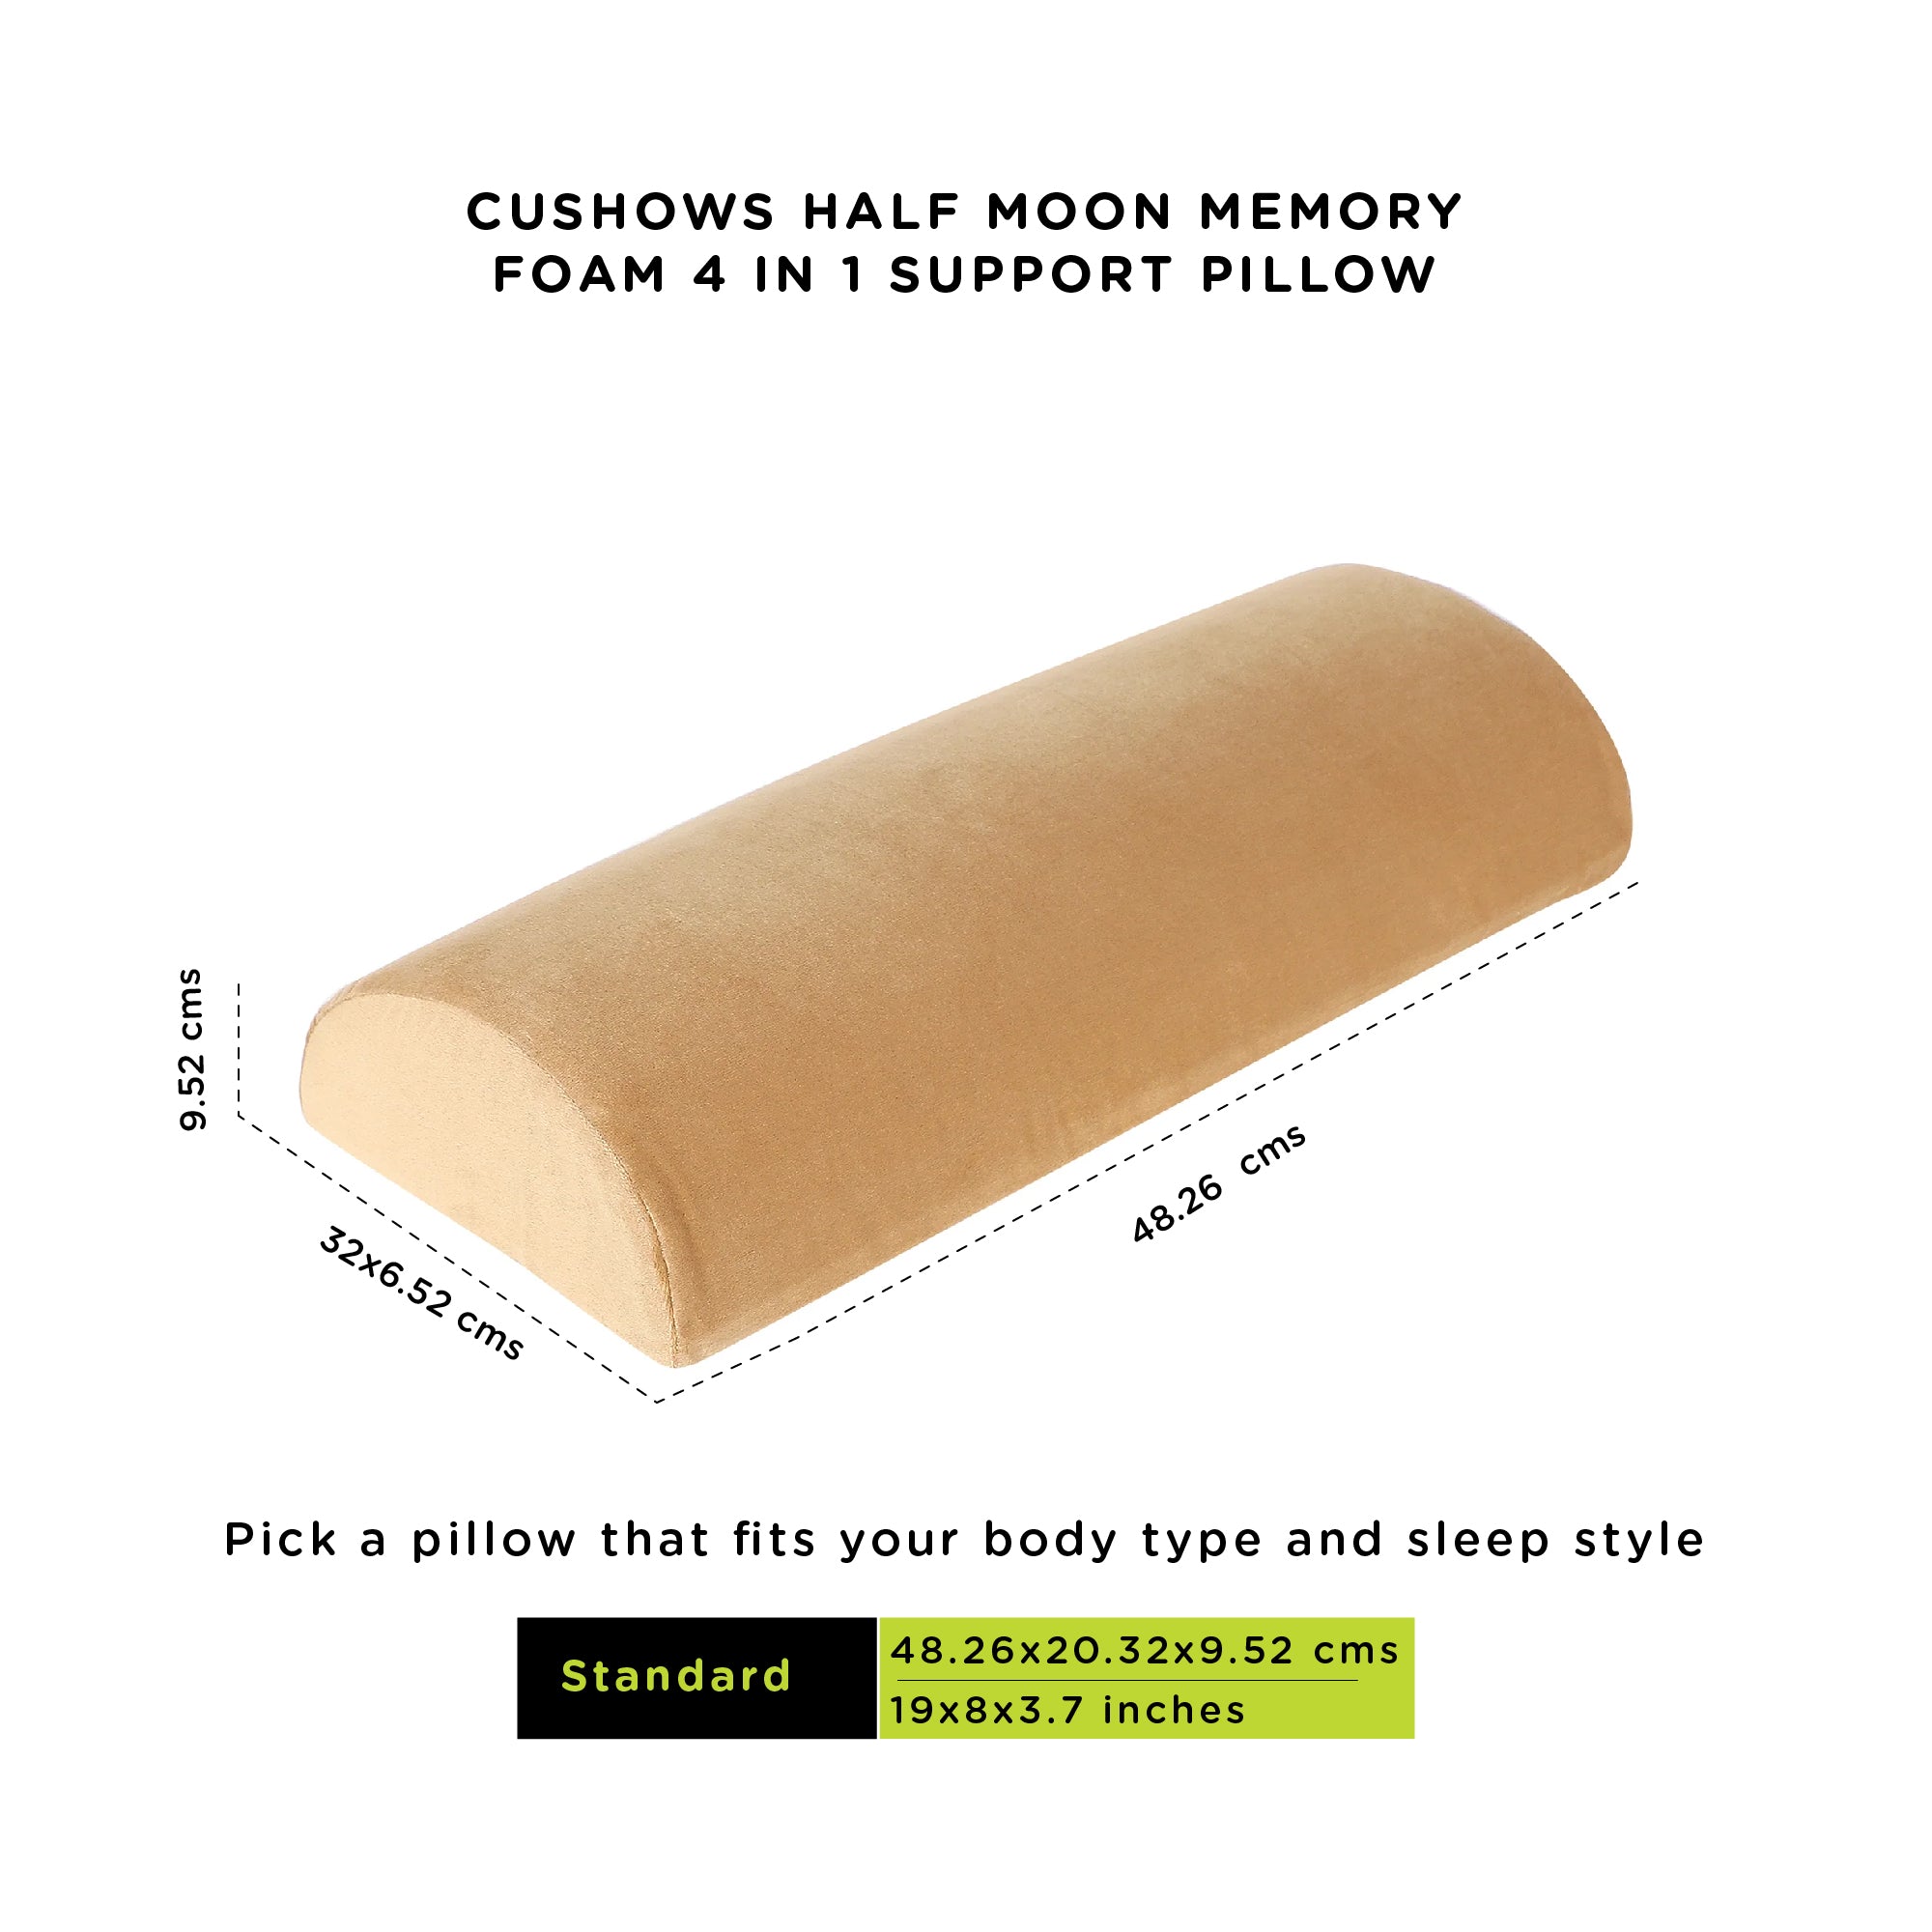 CUSHOWS HALF MOON MEMORY
FOAM 4 IN 1 SUPPORT PILLOW
9.52 cms
32x6.52 cms
48.26 cms
Pick a pillow that fits your body type and sleep style
Standard
48.26x20.32x9.52 cms
19x8x3.7 inches